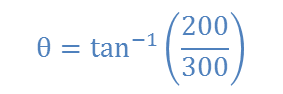 θ = tan⁻¹ (200/300)